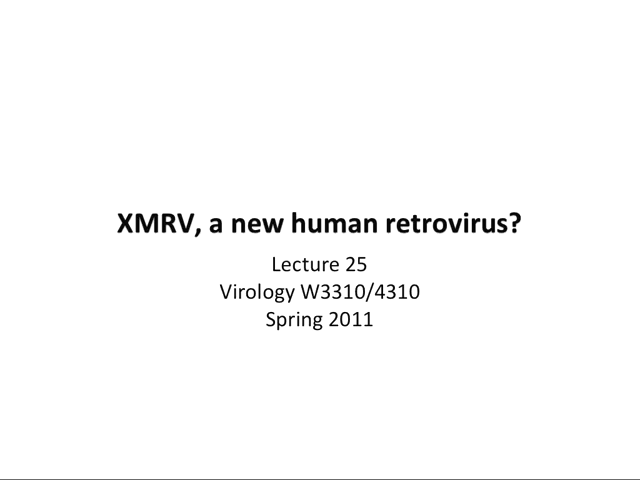 XMRV, a new human retrovirus?
Lecture 25
Virology W3310/4310
Spring 2011